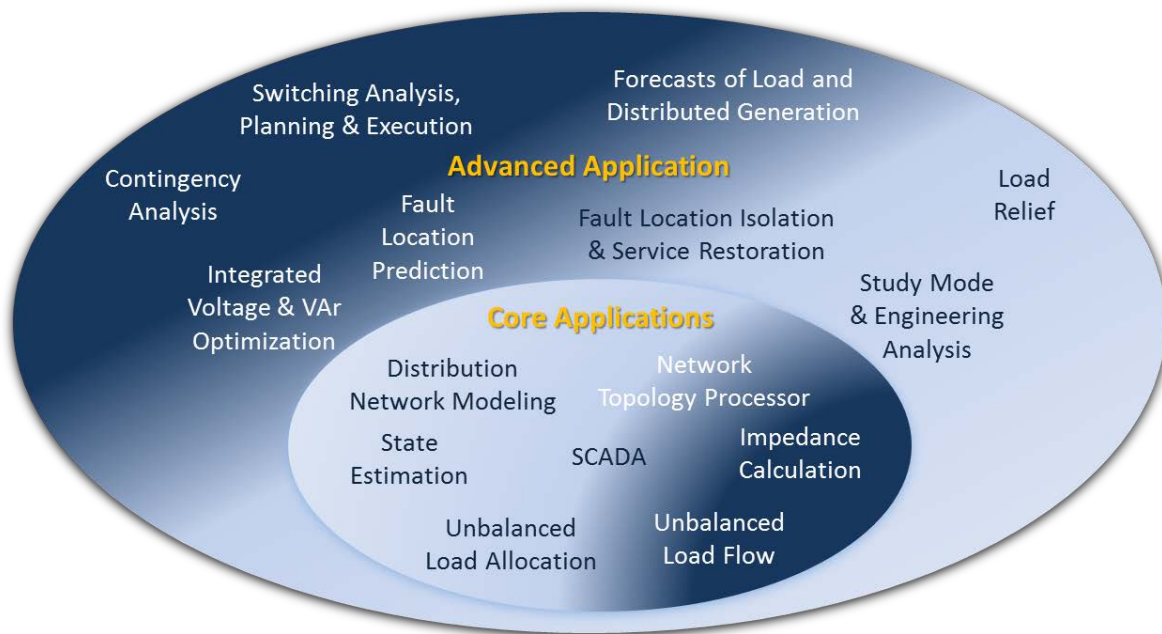 Switching Analysis,
Planning & Execution
Forecasts of Load and
Distributed Generation
Advanced Application
Contingency
Analysis
Fault
Location
Prediction
Fault Location Isolation
& Service Restoration
Load
Relief
Integrated
Voltage & VAr
Optimization
Study Mode
& Engineering
Analysis
Core Applications
Distribution
Network Modeling
Network
Topology Processor
State
Estimation
SCADA
Impedance
Calculation
Unbalanced
Load Allocation
Unbalanced
Load Flow